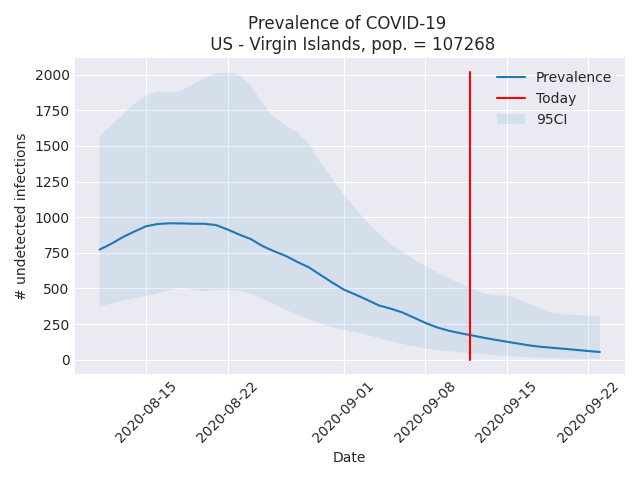 Prevalence of COVID-19
US - Virgin Islands, pop. = 107268
# undetected infections
2000
1750
1500
1250
1000
750
500
250
0
Prevalence
Today
95CI
2020-08-15
2020-08-22
2020-09-01
2020-09-08
2020-09-15
2020-09-22
Date